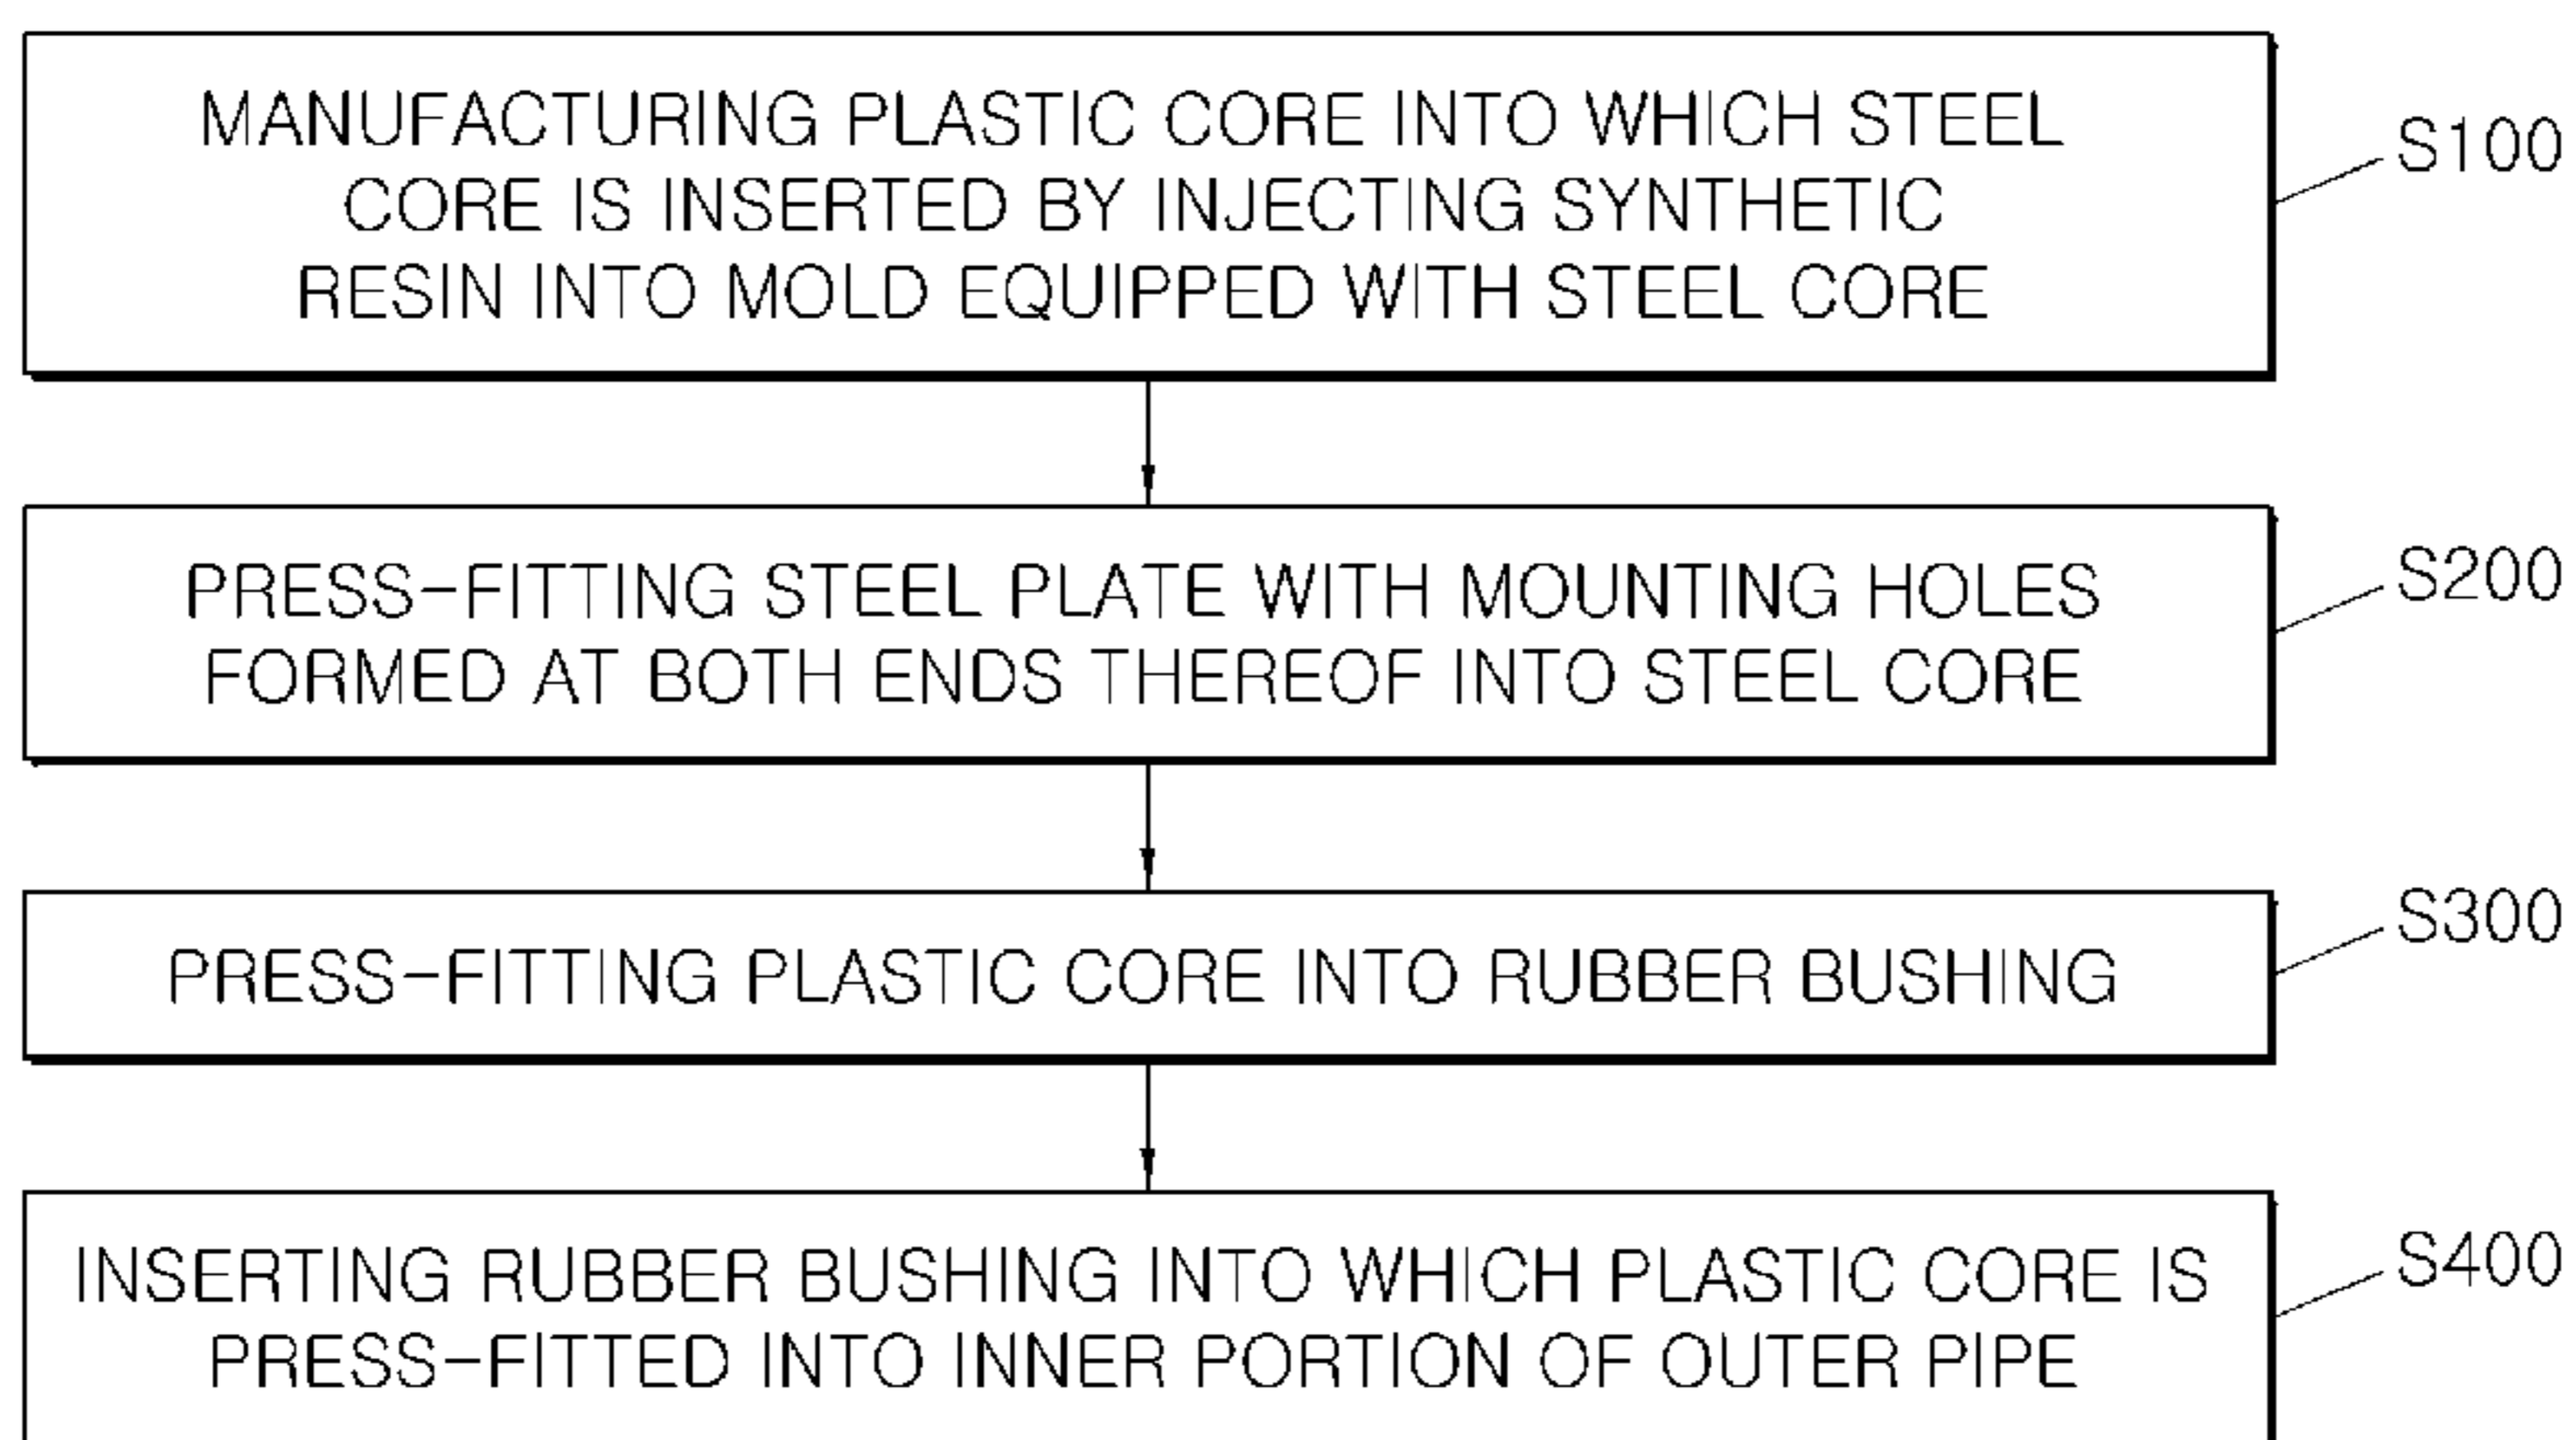 MANUFACTURING PLASTIC CORE INTO WHICH STEEL
CORE IS INSERTED BY INJECTING SYNTHETIC
RESIN INTO MOLD EQUIPPED WITH STEEL CORE
S100
PRESS-FITTING STEEL PLATE WITH MOUNTING HOLES
FORMED AT BOTH ENDS THEREOF INTO STEEL CORE
S200
PRESS-FITTING PLASTIC CORE INTO RUBBER BUSHING
S300
INSERTING RUBBER BUSHING INTO WHICH PLASTIC CORE IS
PRESS-FITTED INTO INNER PORTION OF OUTER PIPE
S400